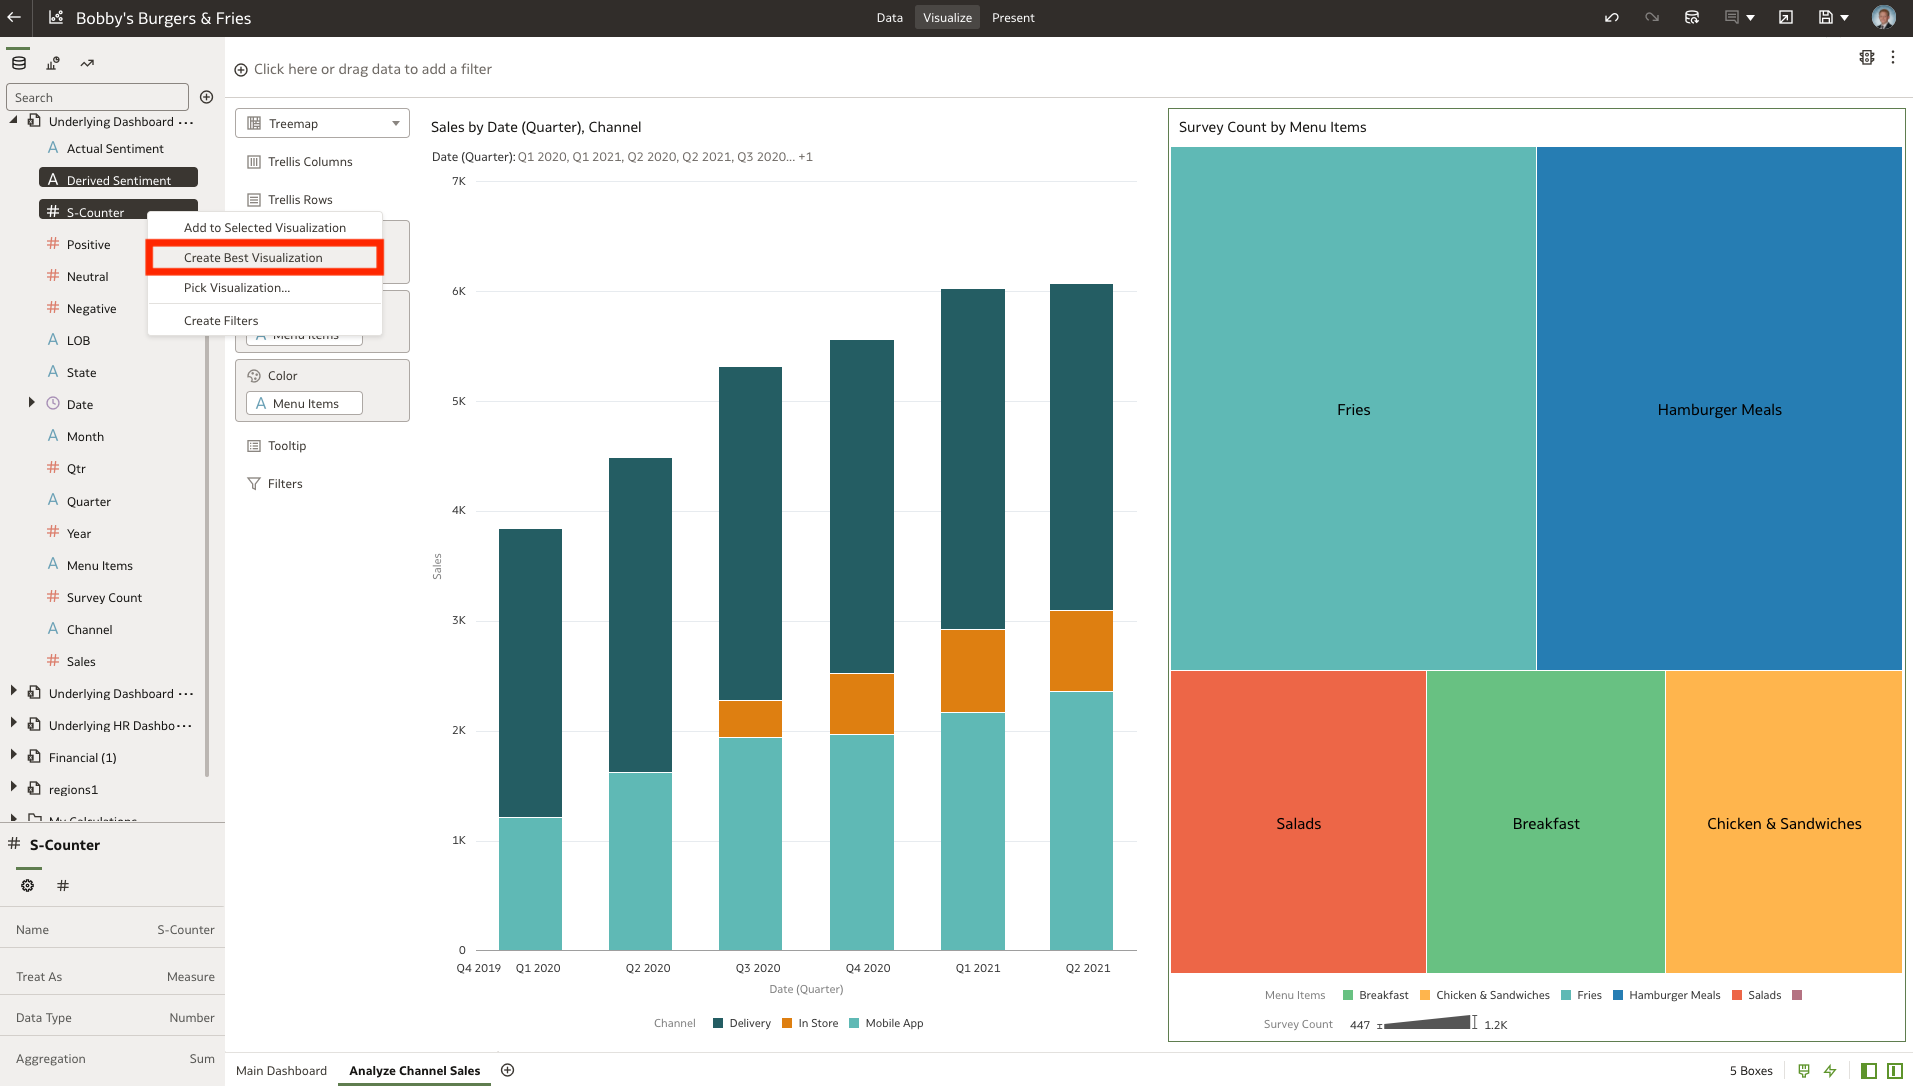 Bobby's Burgers & Fries
Data Visualize Present
Click here or drag data to add a filter
Search
Underlying Dashboard ...
Actual Sentiment
Derived Sentiment
S-Counter
Positive
Neutral
Negative
LOB
State
Date
Month
Qtr
Quarter
Year
Menu Items
Survey Count
Channel
Sales
Underlying Dashboard ...
Underlying HR Dashbo...
Financial (1)
regions1
My Calculations
Add to Selected Visualization
Create Best Visualization
Pick Visualization...
Create Filters
Treemap
Trellis Columns
Trellis Rows
Menu Items
Color
Menu Items
Tooltip
Filters
S-Counter
Name S-Counter
Treat As Measure
Data Type Number
Aggregation Sum
Sales by Date (Quarter), Channel
Date (Quarter): Q1 2020, Q1 2021, Q2 2020, Q2 2021, Q3 2020... +1
7K
6K
5K
4K
3K
2K
1K
0
Sales
Q4 2019 Q1 2020 Q2 2020 Q3 2020 Q4 2020 Q1 2021 Q2 2021
Date (Quarter)
Channel Delivery In Store Mobile App
Survey Count by Menu Items
Fries
Hamburger Meals
Salads
Breakfast
Chicken & Sandwiches
Menu Items Breakfast Chicken & Sandwiches Fries Hamburger Meals Salads
Survey Count 447 1.2K
Main Dashboard Analyze Channel Sales
5 Boxes